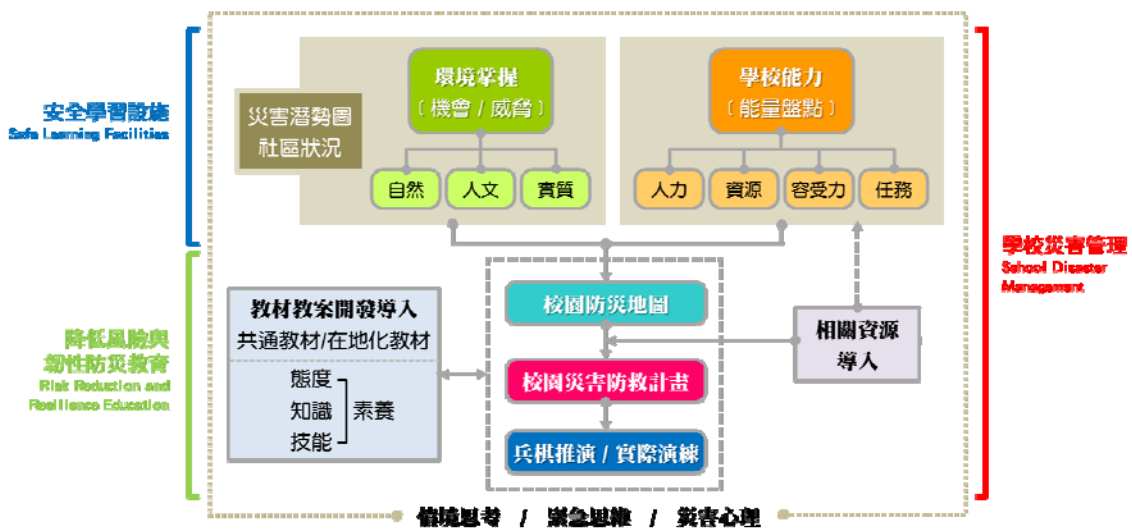 安全學習設施
Safe Learning Facilities
災害潛勢圖
社區狀況
環境掌握
﹝機會 / 威脅﹞
自然
人文
實質
學校能力
﹝能量盤點﹞
人力
資源
容受力
任務
學校災害管理
School Disaster
Management
降低風險與
韌性防災教育
Risk Reduction and
Resilience Education
教材教案開發導入
共通教材/在地化教材
態度
知識
技能
素養
校園防災地圖
校園災害防救計畫
兵棋推演 / 實際演練
相關資源
導入
情境思考 / 緊急思維 / 災害心理